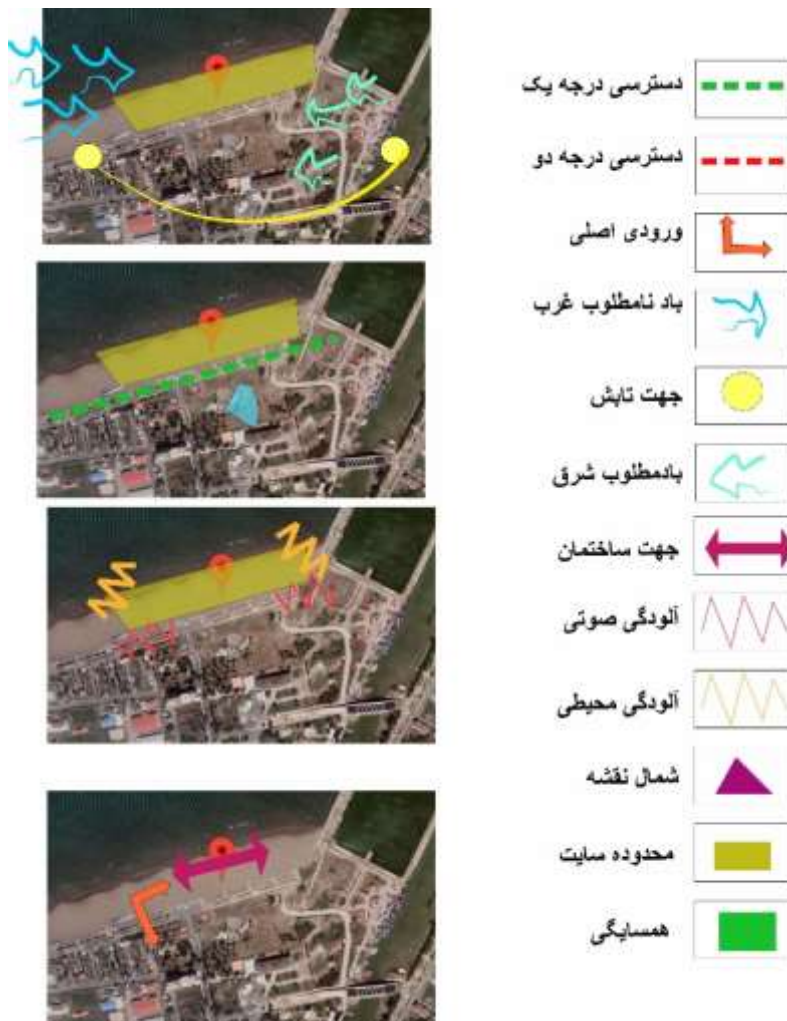 دسترسی درجه یک
دسترسی درجه دو
ورودی اصلی
باد نامطلوب غرب
جهت تابش
بادمطلوب شرق
جهت ساختمان
آلودگی صوتی
آلودگی محیطی
شمال نقشه
محدوده سایت
همسایگی